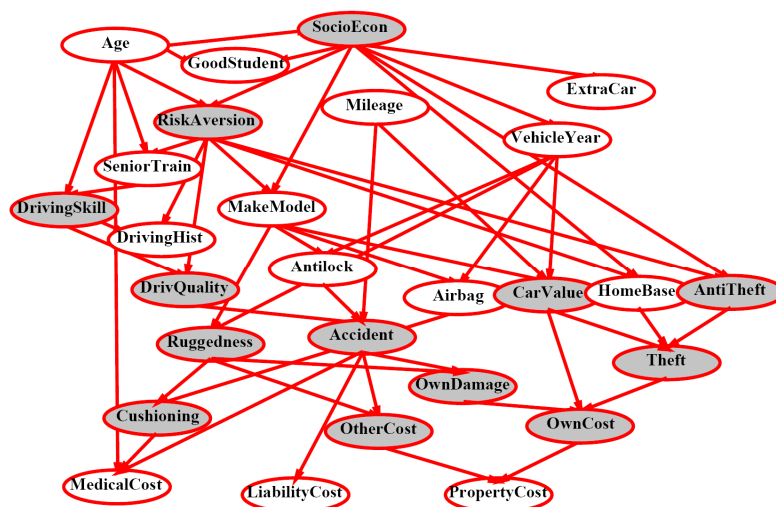 SocioEcon
Age
GoodStudent
ExtraCar
Mileage
RiskAversion
VehicleYear
SeniorTrain
DrivingSkill
MakeModel
DrivingHist
Antilock
DrivQuality
Airbag
CarValue
HomeBase
AntiTheft
Ruggedness
Accident
Theft
OwnDamage
Cushioning
OtherCost
OwnCost
MedicalCost
LiabilityCost
PropertyCost